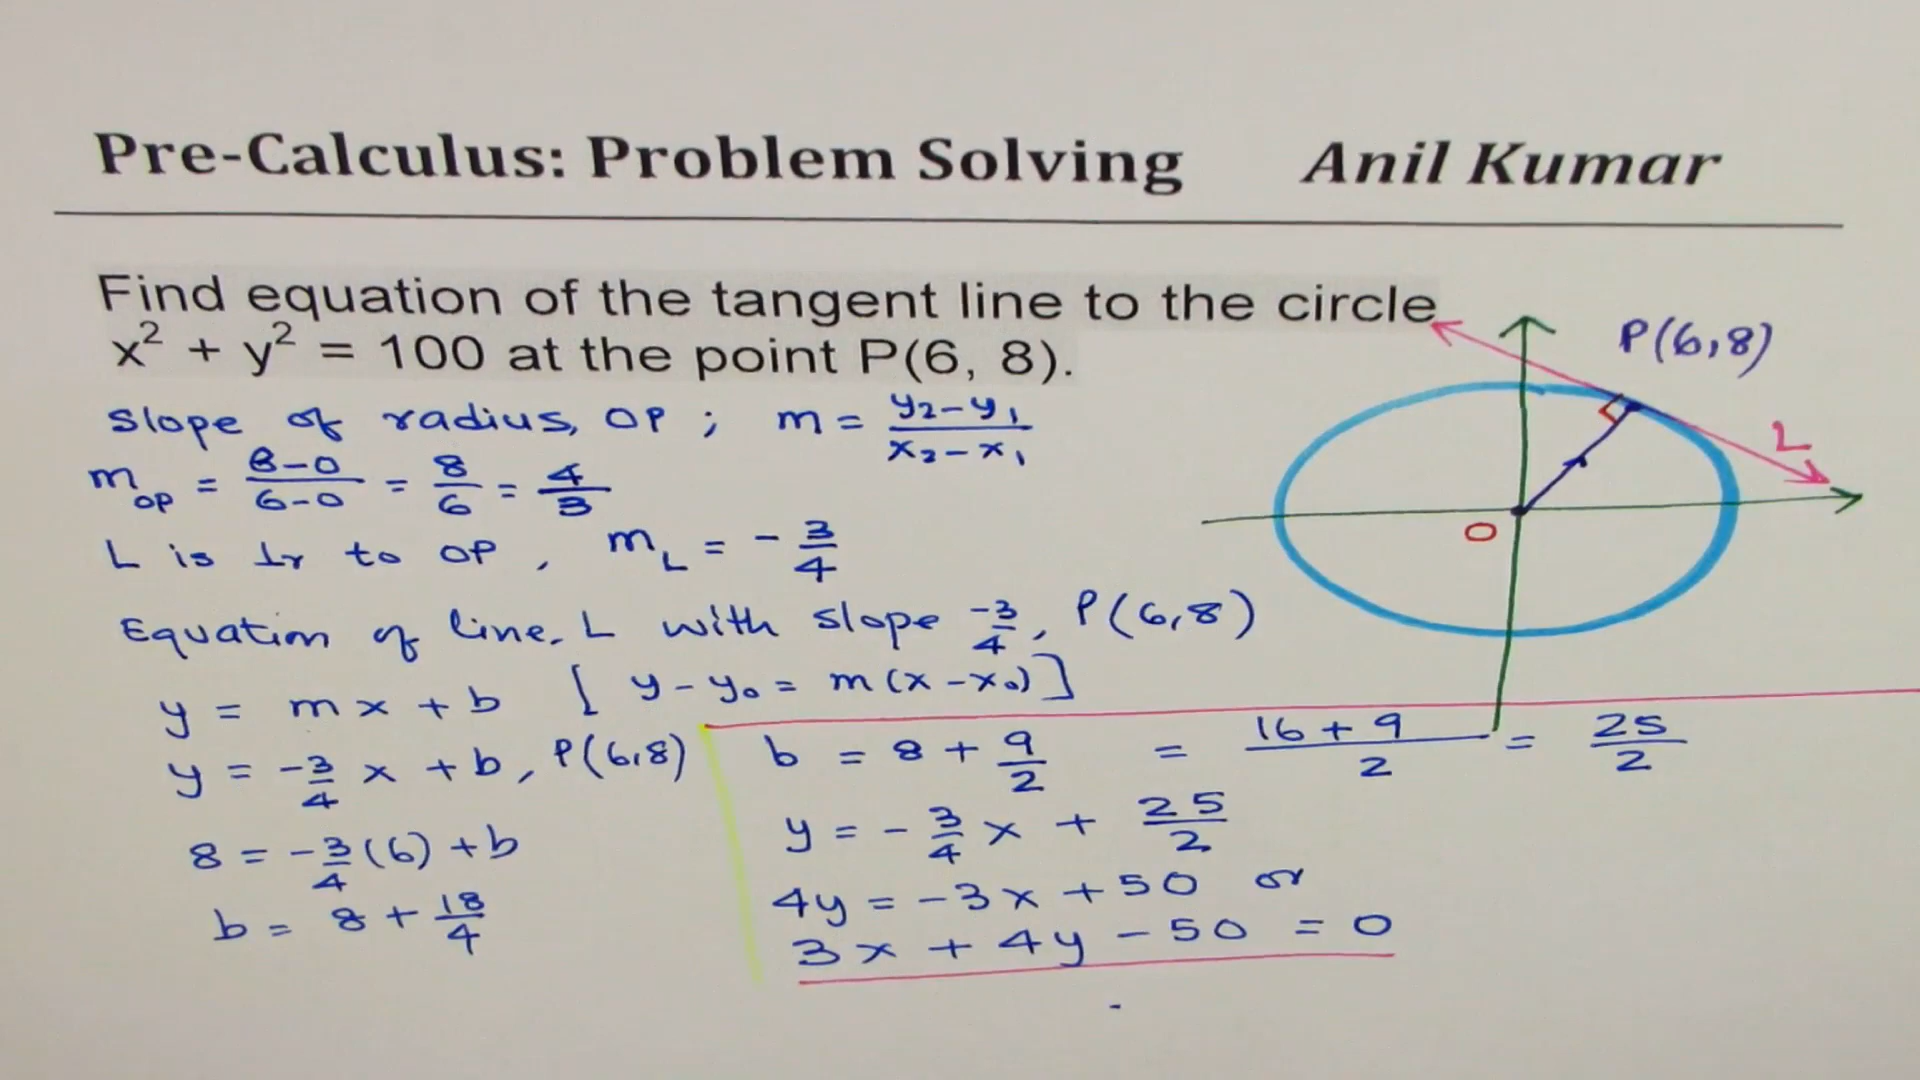 Pre-Calculus: Problem Solving Anil Kumar
Find equation of the tangent line to the circle
x² + y² = 100 at the point P(6, 8).
Slope of radius, OP ; m = (y₂-y₁)/(x₂-x₁)
m_OP = (8-0)/(6-0) = 8/6 = 4/3
L is ⊥r to OP , m_L = - 3/4
Equation of line L with slope -3/4, P(6,8)
y = mx + b [ y - y₀ = m(x - x₀) ]
y = -3/4 x + b, P(6,8)
8 = -3/4 (6) + b
b = 8 + 18/4
b = 8 + 9/2 = (16 + 9)/2 = 25/2
y = - 3/4 x + 25/2
4y = -3x + 50 or
3x + 4y - 50 = 0
P(6,8)
L
O